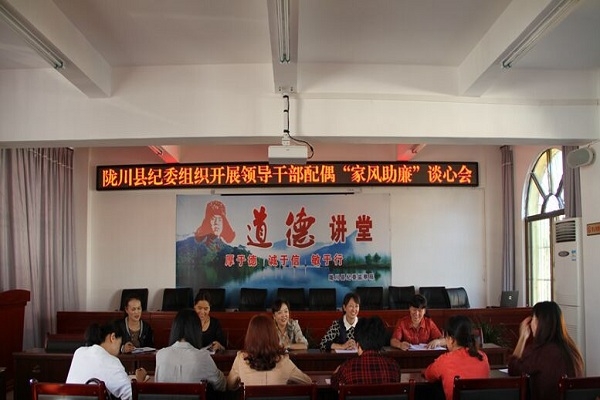 陇川县纪委组织开展领导干部配偶“家风助廉”谈心会
道德讲堂
厚于德 诚于信 敏于行